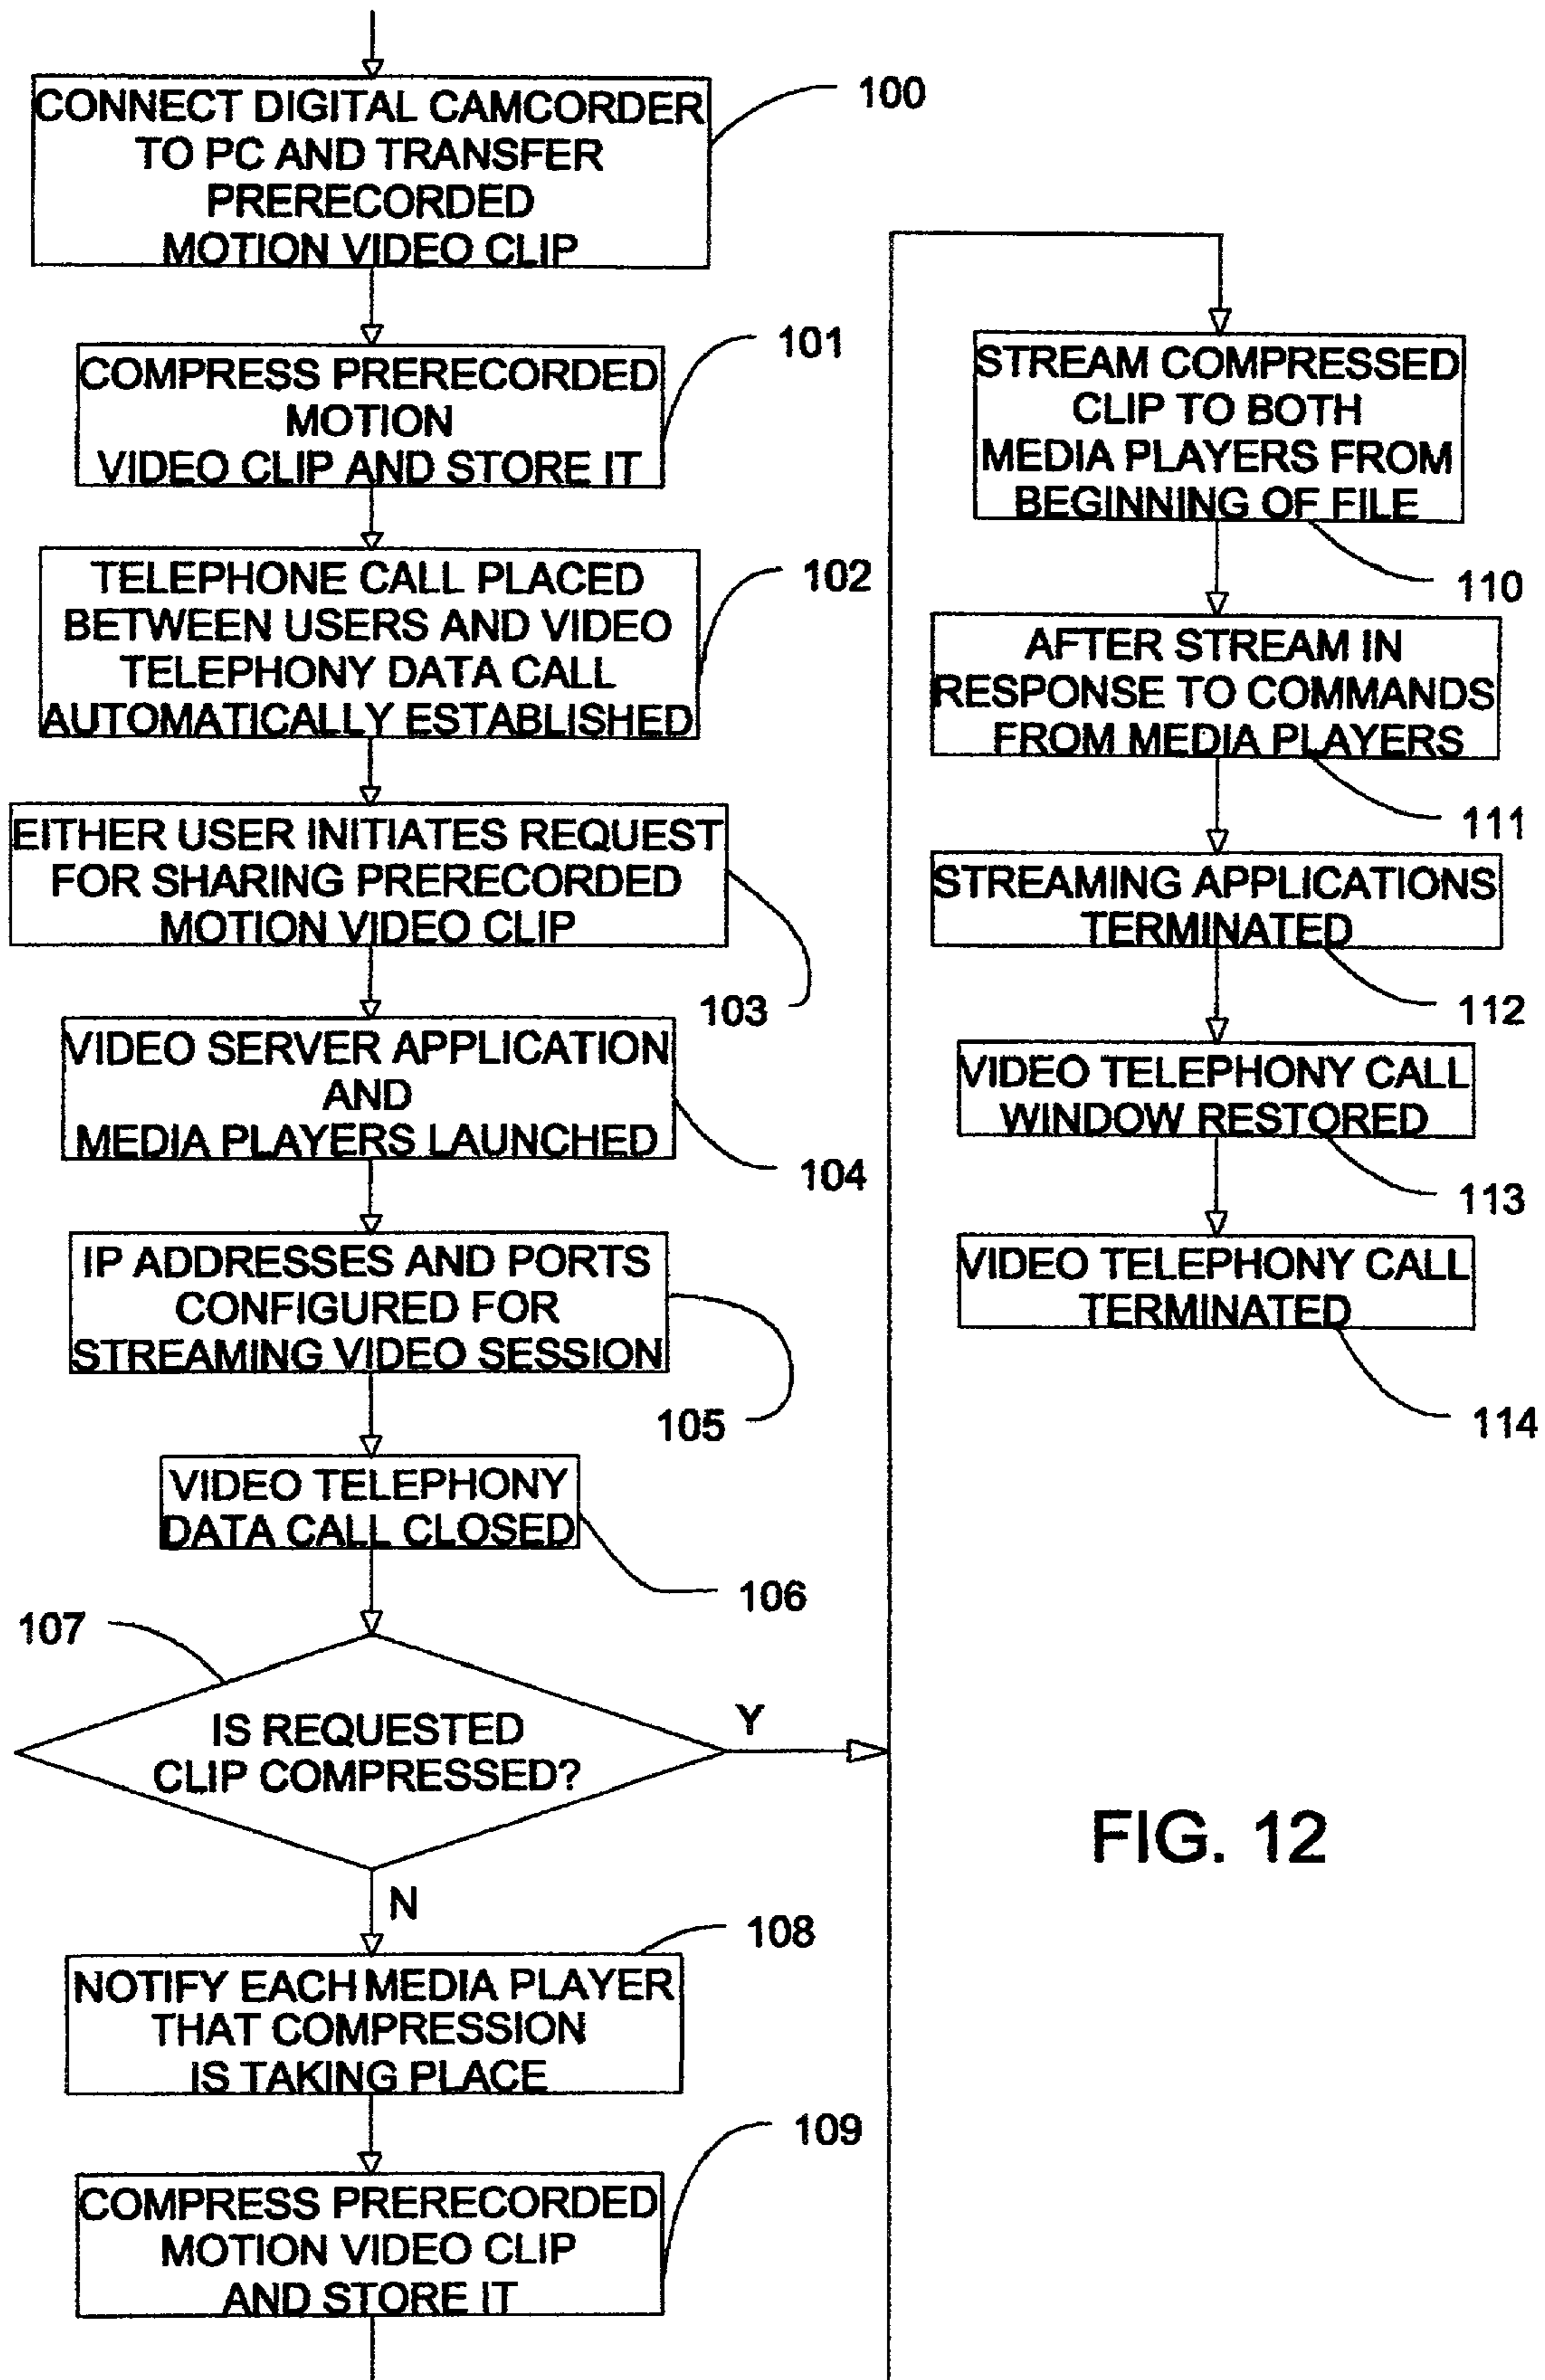 CONNECT DIGITAL CAMCORDER
TO PC AND TRANSFER
PRERECORDED
MOTION VIDEO CLIP
100
COMPRESS PRERECORDED
MOTION
VIDEO CLIP AND STORE IT
101
TELEPHONE CALL PLACED
BETWEEN USERS AND VIDEO
TELEPHONY DATA CALL
AUTOMATICALLY ESTABLISHED
102
EITHER USER INITIATES REQUEST
FOR SHARING PRERECORDED
MOTION VIDEO CLIP
103
VIDEO SERVER APPLICATION
AND
MEDIA PLAYERS LAUNCHED
104
IP ADDRESSES AND PORTS
CONFIGURED FOR
STREAMING VIDEO SESSION
105
VIDEO TELEPHONY
DATA CALL CLOSED
106
107
IS REQUESTED
CLIP COMPRESSED?
Y
N
108
NOTIFY EACH MEDIA PLAYER
THAT COMPRESSION
IS TAKING PLACE
109
COMPRESS PRERECORDED
MOTION VIDEO CLIP
AND STORE IT
STREAM COMPRESSED
CLIP TO BOTH
MEDIA PLAYERS FROM
BEGINNING OF FILE
110
AFTER STREAM IN
RESPONSE TO COMMANDS
FROM MEDIA PLAYERS
111
STREAMING APPLICATIONS
TERMINATED
112
VIDEO TELEPHONY CALL
WINDOW RESTORED
113
VIDEO TELEPHONY CALL
TERMINATED
114
FIG. 12